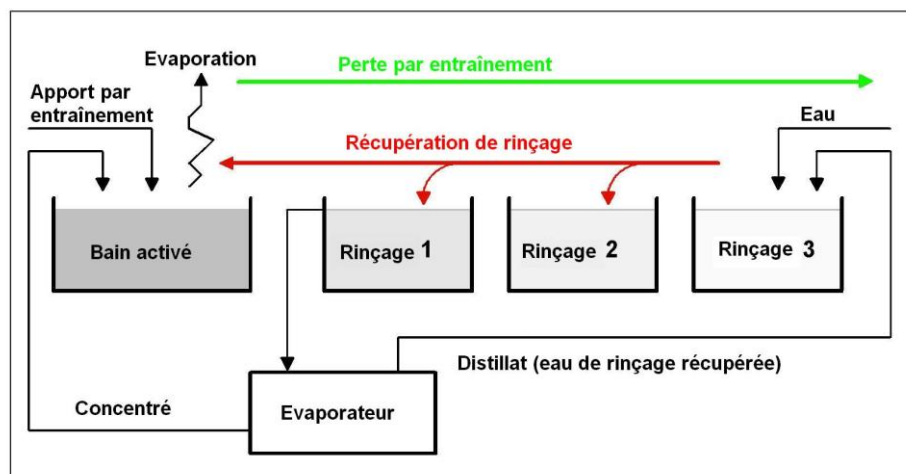 Evaporation
Perte par entraînement
Apport par
entraînement
Eau
Récupération de rinçage
Bain activé
Rinçage 1
Rinçage 2
Rinçage 3
Distillat (eau de rinçage récupérée)
Concentré
Evaporateur